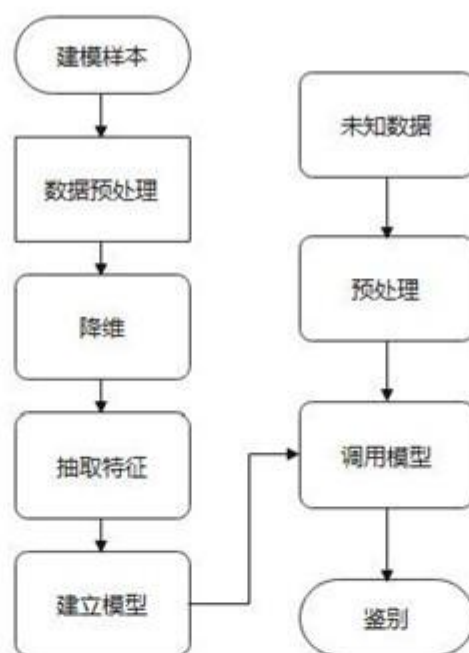 建模样本
数据预处理
降维
抽取特征
建立模型
未知数据
预处理
调用模型
鉴别